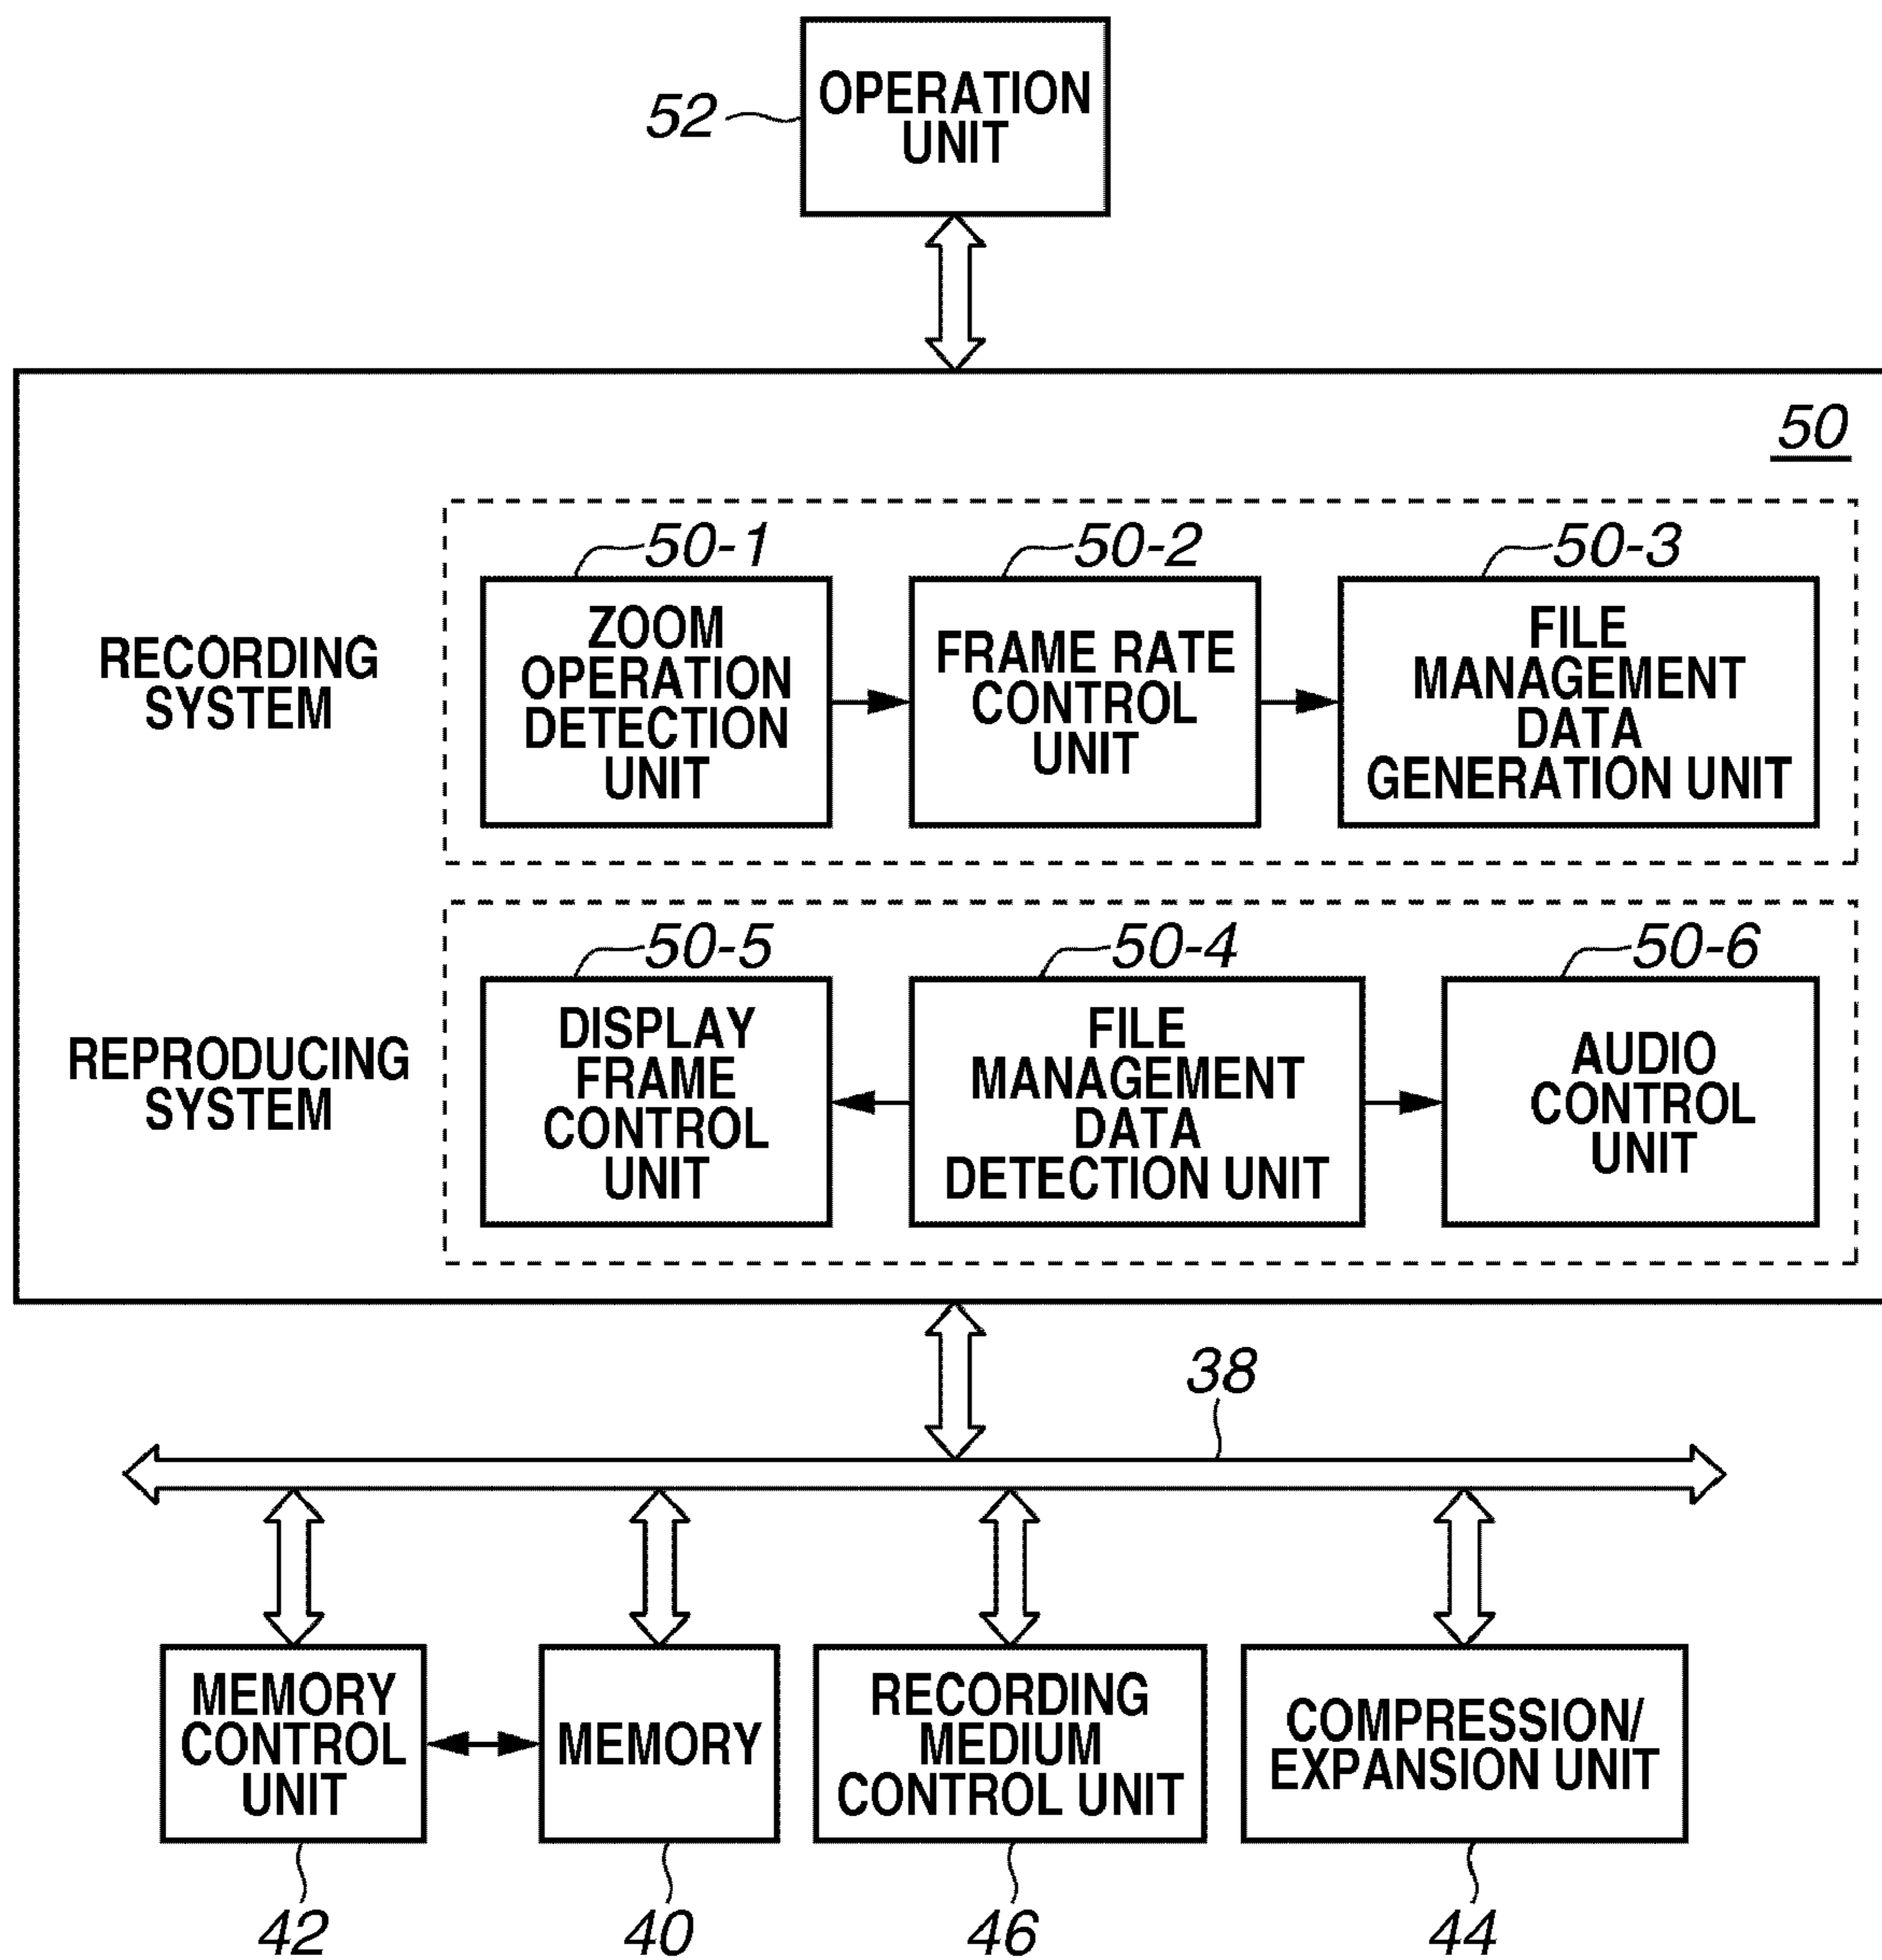 OPERATION
UNIT
52
50
RECORDING
SYSTEM
50-1
ZOOM
OPERATION
DETECTION
UNIT
50-2
FRAME RATE
CONTROL
UNIT
50-3
FILE
MANAGEMENT
DATA
GENERATION UNIT
REPRODUCING
SYSTEM
50-5
DISPLAY
FRAME
CONTROL
UNIT
50-4
FILE
MANAGEMENT
DATA
DETECTION UNIT
50-6
AUDIO
CONTROL
UNIT
38
MEMORY
CONTROL
UNIT
42
MEMORY
40
RECORDING
MEDIUM
CONTROL UNIT
46
COMPRESSION/
EXPANSION UNIT
44